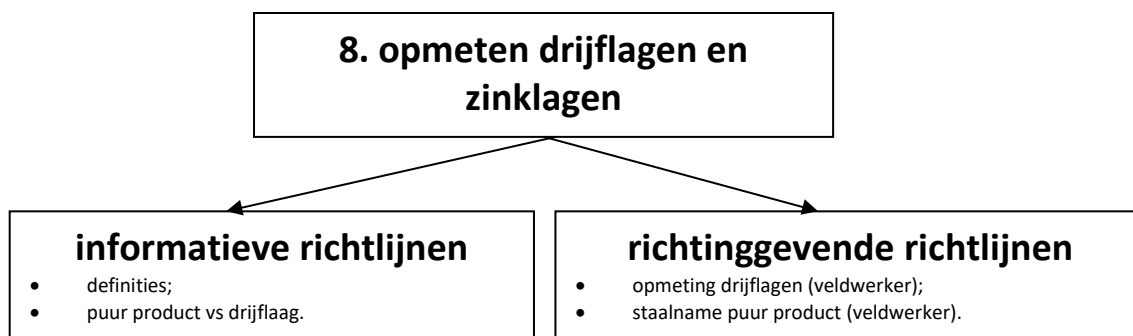 8. opmeten drijflagen en
zinklagen
informatieve richtlijnen
• definities;
• puur product vs drijflaag.
richtinggevende richtlijnen
• opmeting drijflagen (veldwerker);
• staalname puur product (veldwerker).